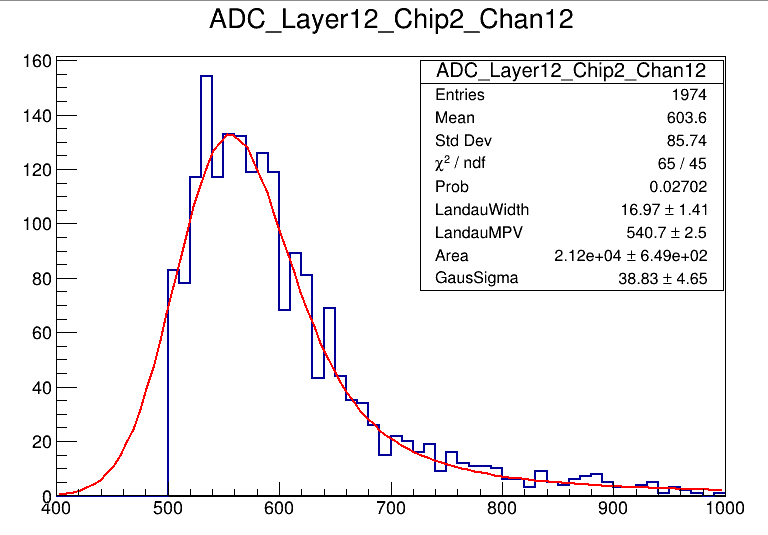 ADC_Layer12_Chip2_Chan12
ADC_Layer12_Chip2_Chan12
Entries 1974
Mean 603.6
Std Dev 85.74
χ² / ndf 65 / 45
Prob 0.02702
LandauWidth 16.97 ± 1.41
LandauMPV 540.7 ± 2.5
Area 2.12e+04 ± 6.49e+02
GausSigma 38.83 ± 4.65
160
140
120
100
80
60
40
20
0
400 500 600 700 800 900 1000